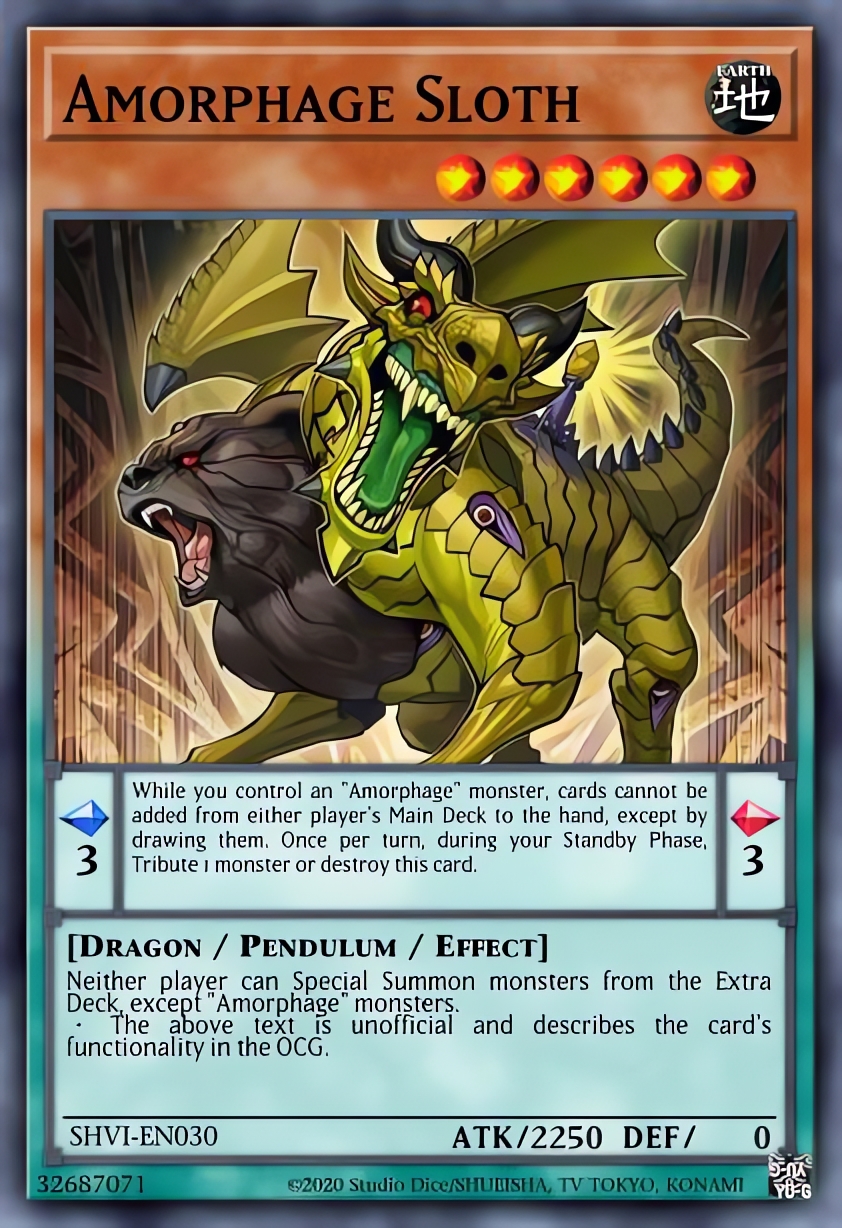 AMORPHAGE SLOTH
EARTH
地
While you control an "Amorphage" monster, cards cannot be
added from either player's Main Deck to the hand, except by
drawing them. Once per turn, during your Standby Phase,
Tribute 1 monster or destroy this card.
3
3
[DRAGON / PENDULUM / EFFECT]
Neither player can Special Summon monsters from the Extra
Deck, except "Amorphage" monsters.
· The above text is unofficial and describes the card's
functionality in the OCG.
SHVI-EN030 ATK/2250 DEF/ 0
32687071 ©2020 Studio Dice/SHUEISHA, TV TOKYO, KONAMI